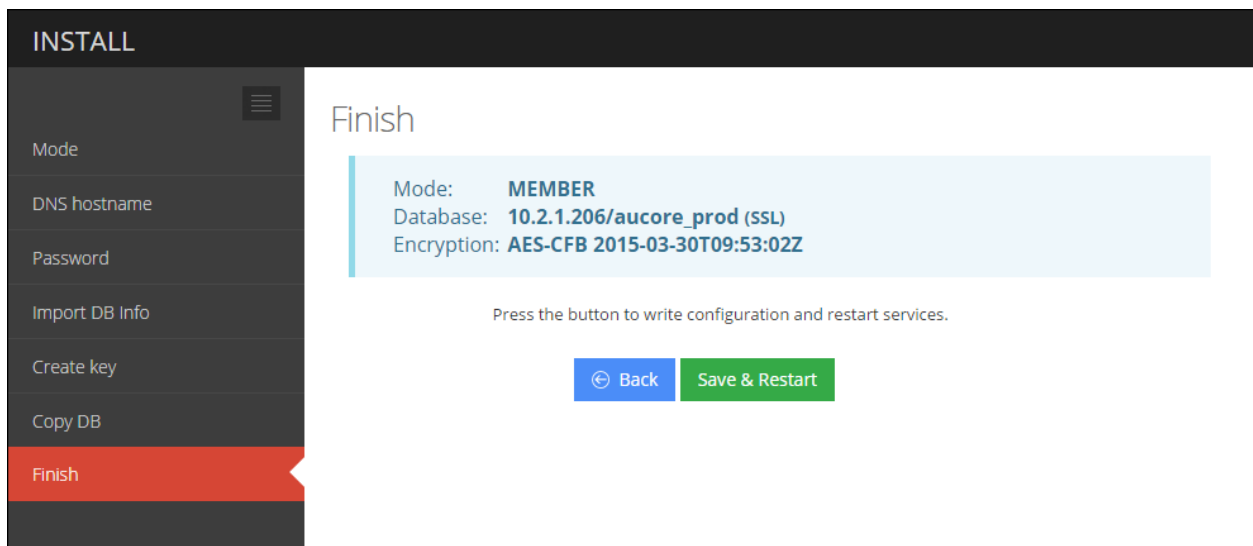 INSTALL
Mode
DNS hostname
Password
Import DB Info
Create key
Copy DB
Finish
Finish
Mode: MEMBER
Database: 10.2.1.206/aucore_prod (SSL)
Encryption: AES-CFB 2015-03-30T09:53:02Z
Press the button to write configuration and restart services.
Back
Save & Restart